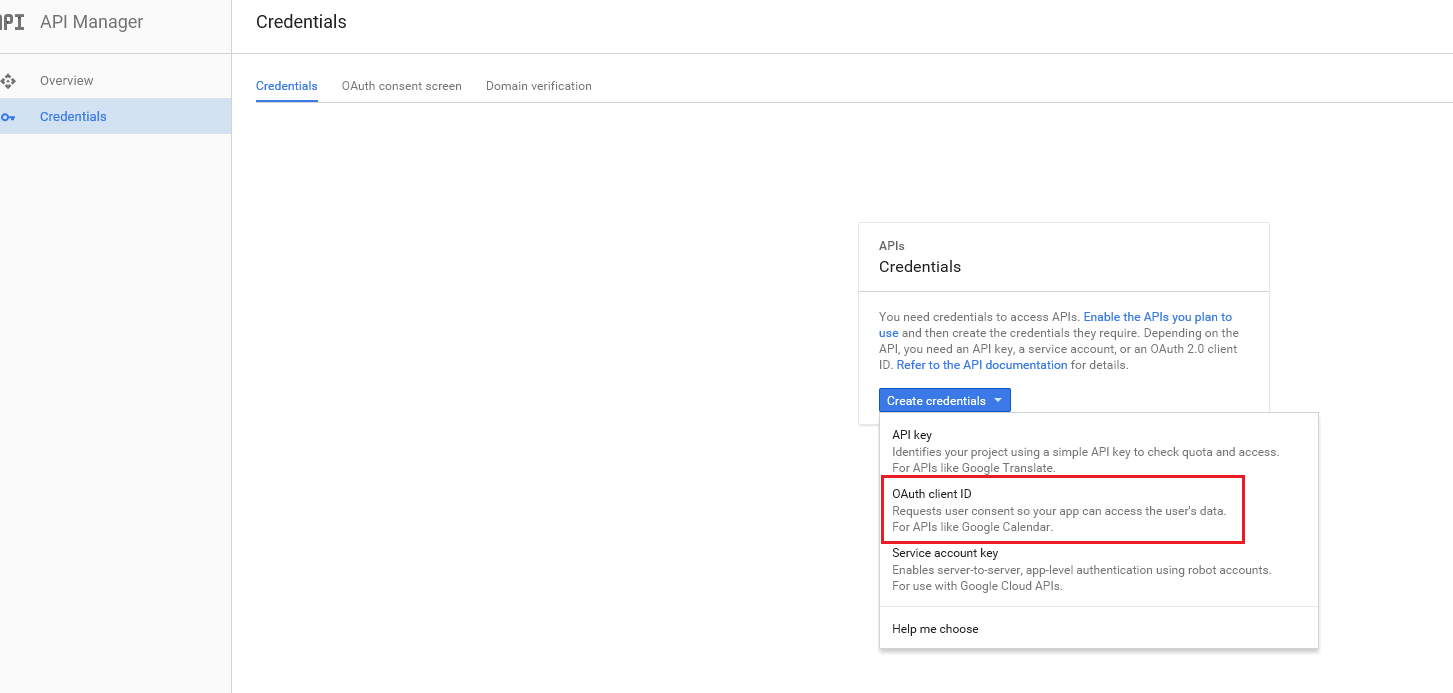 API API Manager
Credentials
Overview
Credentials
Credentials OAuth consent screen Domain verification
APIs
Credentials
You need credentials to access APIs. Enable the APIs you plan to
use and then create the credentials they require. Depending on the
API, you need an API key, a service account, or an OAuth 2.0 client
ID. Refer to the API documentation for details.
Create credentials
API key
Identifies your project using a simple API key to check quota and access.
For APIs like Google Translate.
OAuth client ID
Requests user consent so your app can access the user's data.
For APIs like Google Calendar.
Service account key
Enables server-to-server, app-level authentication using robot accounts.
For use with Google Cloud APIs.
Help me choose